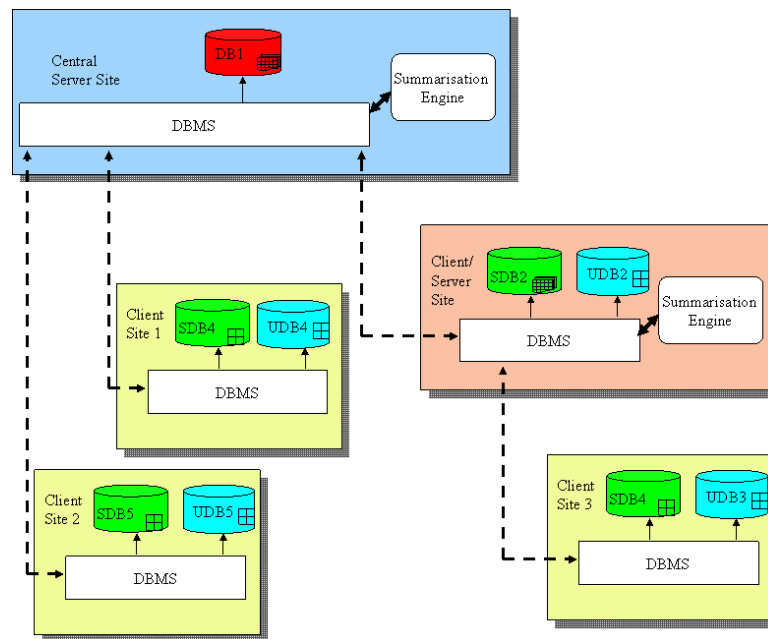 DB1
Central
Server Site
Summarisation
Engine
DBMS
Client/
Server
Site
SDB2
UDB2
Summarisation
Engine
DBMS
Client
Site 1
SDB4
UDB4
DBMS
Client
Site 2
SDB5
UDB5
DBMS
Client
Site 3
SDB4
UDB3
DBMS